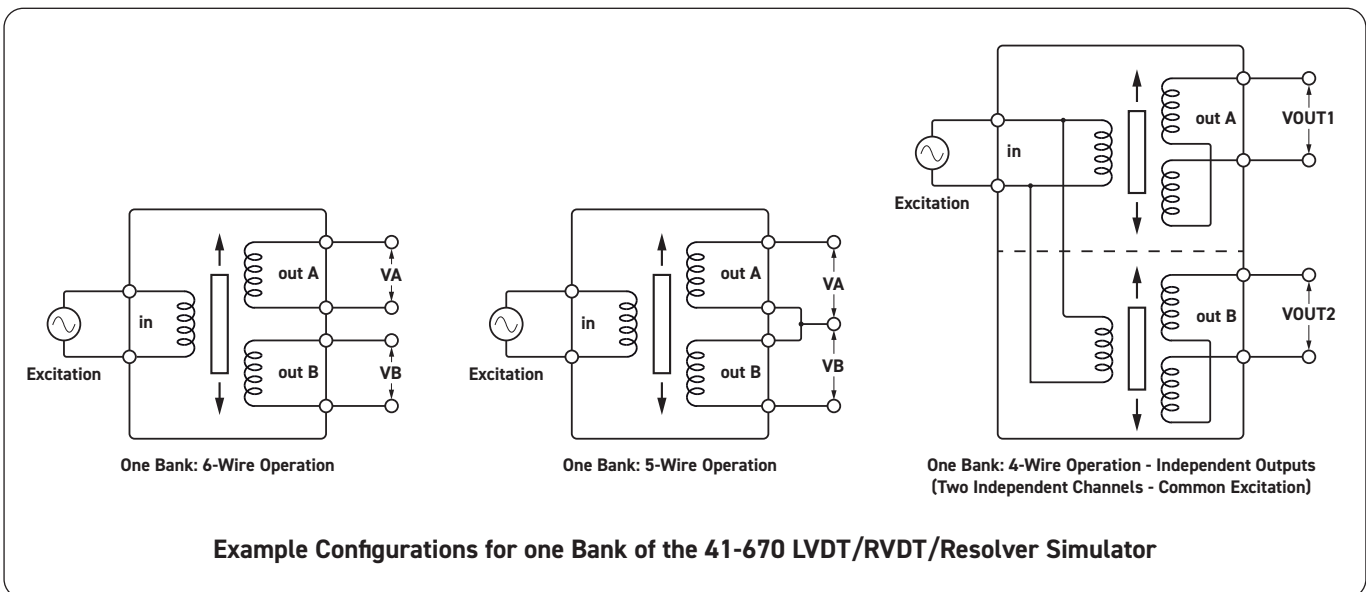 Excitation
in
out A
out B
VA
VB
One Bank: 6-Wire Operation
Excitation
in
out A
out B
VA
VB
One Bank: 5-Wire Operation
Excitation
in
out A
VOUT1
out B
VOUT2
One Bank: 4-Wire Operation - Independent Outputs
(Two Independent Channels - Common Excitation)
Example Configurations for one Bank of the 41-670 LVDT/RVDT/Resolver Simulator